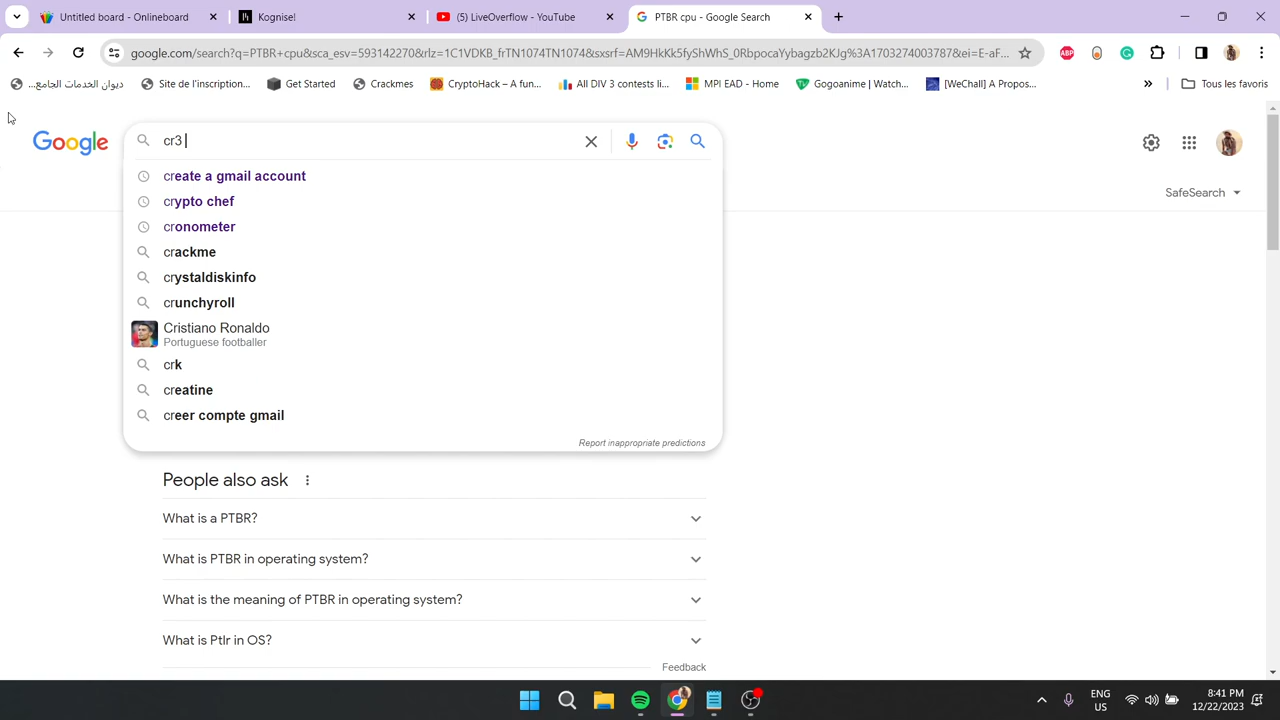 Untitled board - Onlineboard
Kognise!
(5) LiveOverflow - YouTube
PTBR cpu - Google Search
google.com/search?q=PTBR+cpu&sca_esv=593142270&rlz=1C1VDKB_frTN1074TN1074&sxsrf=AM9HkKk5fyShWhS_0RbpocaYybagzb2KJg%3A1703274003787&ei=E-aF...
ABP
ديوان الخدمات الجامع...
Site de l'inscription...
Get Started
Crackmes
CryptoHack – A fun...
All DIV 3 contests li...
MPI EAD - Home
Gogoanime | Watch...
[WeChall] A Propos...
Tous les favoris
Google
cr3
create a gmail account
crypto chef
cronometer
crackme
crystaldiskinfo
crunchyroll
Cristiano Ronaldo
Portuguese footballer
crk
creatine
creer compte gmail
Report inappropriate predictions
SafeSearch
People also ask
What is a PTBR?
What is PTBR in operating system?
What is the meaning of PTBR in operating system?
What is Ptlr in OS?
Feedback
ENG
US
8:41 PM
12/22/2023